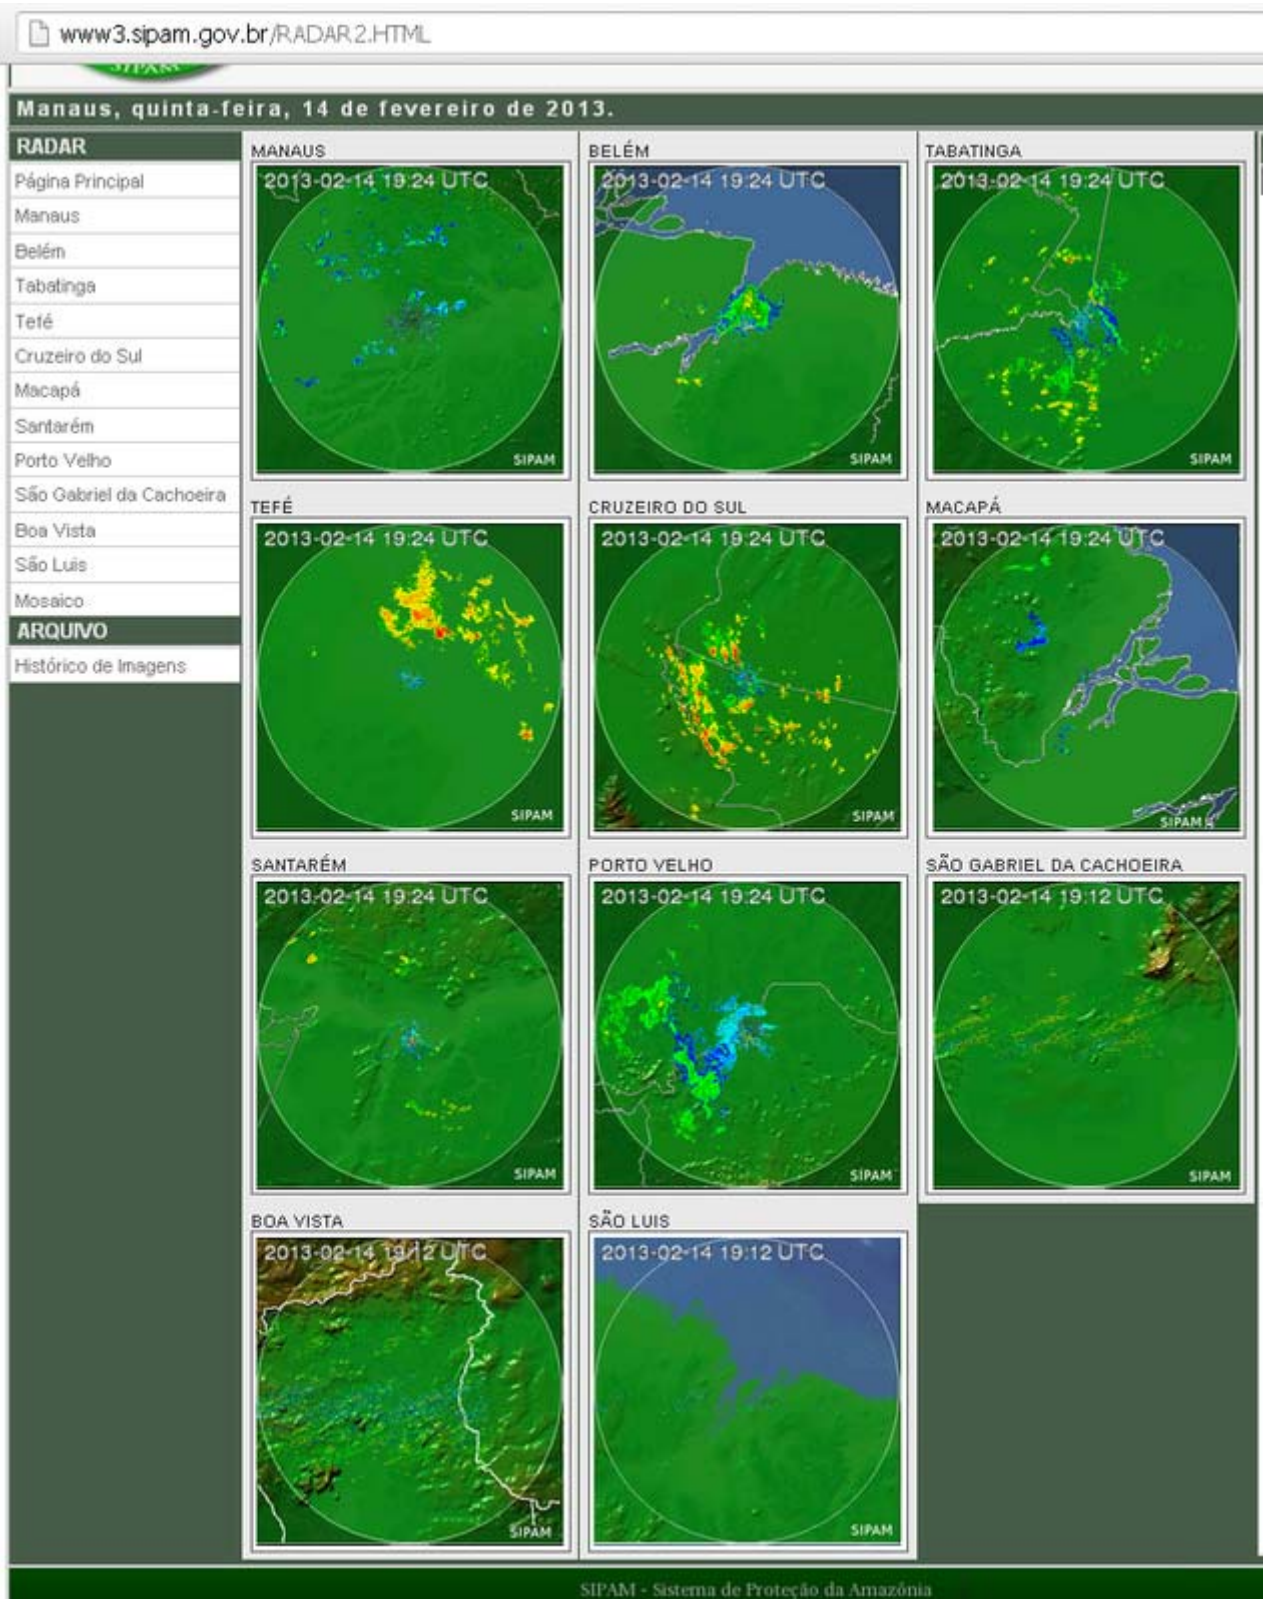 www3.sipam.gov.br/RADAR2.HTML
SIPAM
Manaus, quinta-feira, 14 de fevereiro de 2013.
RADAR
Página Principal
Manaus
Belém
Tabatinga
Tefé
Cruzeiro do Sul
Macapá
Santarém
Porto Velho
São Gabriel da Cachoeira
Boa Vista
São Luis
Mosaico
ARQUIVO
Histórico de Imagens
MANAUS
2013-02-14 19:24 UTC
SIPAM
BELÉM
2013-02-14 19:24 UTC
SIPAM
TABATINGA
2013-02-14 19:24 UTC
SIPAM
TEFÉ
2013-02-14 19:24 UTC
SIPAM
CRUZEIRO DO SUL
2013-02-14 19:24 UTC
SIPAM
MACAPÁ
2013-02-14 19:24 UTC
SIPAM
SANTARÉM
2013-02-14 19:24 UTC
SIPAM
PORTO VELHO
2013-02-14 19:24 UTC
SIPAM
SÃO GABRIEL DA CACHOEIRA
2013-02-14 19:12 UTC
SIPAM
BOA VISTA
2013-02-14 19:12 UTC
SIPAM
SÃO LUIS
2013-02-14 19:12 UTC
SIPAM
SIPAM - Sistema de Proteção da Amazônia